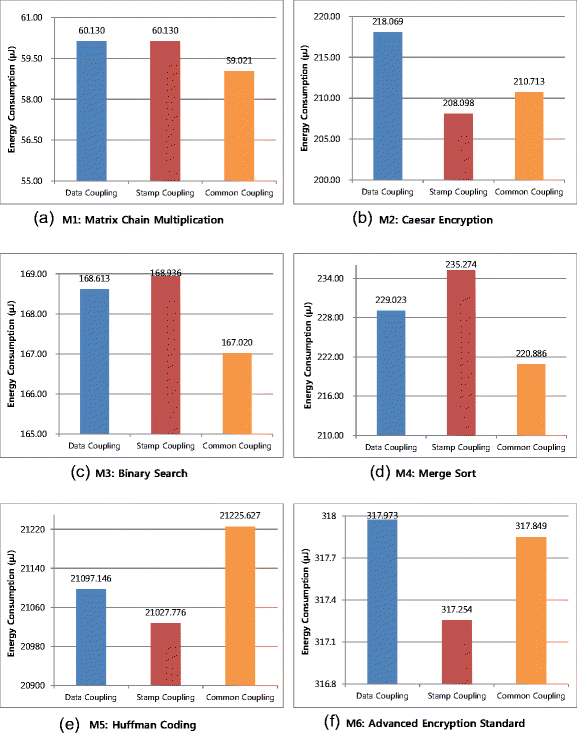 61.00
60.130
60.130
59.50
59.021
58.00
56.50
55.00
Energy Consumption (μJ)
Data Coupling Stamp Coupling Common Coupling
(a) M1: Matrix Chain Multiplication
220.00
218.069
215.00
210.713
210.00
208.098
205.00
200.00
Energy Consumption (μJ)
Data Coupling Stamp Coupling Common Coupling
(b) M2: Caesar Encryption
169.00
168.613
168.936
168.00
167.020
167.00
166.00
165.00
Energy Consumption (μJ)
Data Coupling Stamp Coupling Common Coupling
(c) M3: Binary Search
235.274
234.00
229.023
228.00
222.00
220.886
216.00
210.00
Energy Consumption (μJ)
Data Coupling Stamp Coupling Common Coupling
(d) M4: Merge Sort
21225.627
21220
21140
21097.146
21060
21027.776
20980
20900
Energy Consumption (μJ)
Data Coupling Stamp Coupling Common Coupling
(e) M5: Huffman Coding
318
317.973
317.849
317.7
317.4
317.254
317.1
316.8
Energy Consumption (μJ)
Data Coupling Stamp Coupling Common Coupling
(f) M6: Advanced Encryption Standard